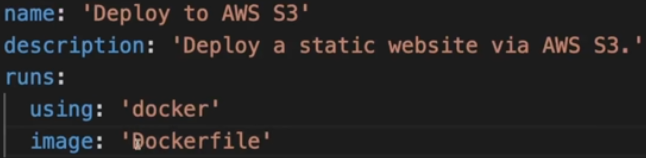 name: 'Deploy to AWS S3'
description: 'Deploy a static website via AWS S3.'
runs:
  using: 'docker'
  image: 'Dockerfile'